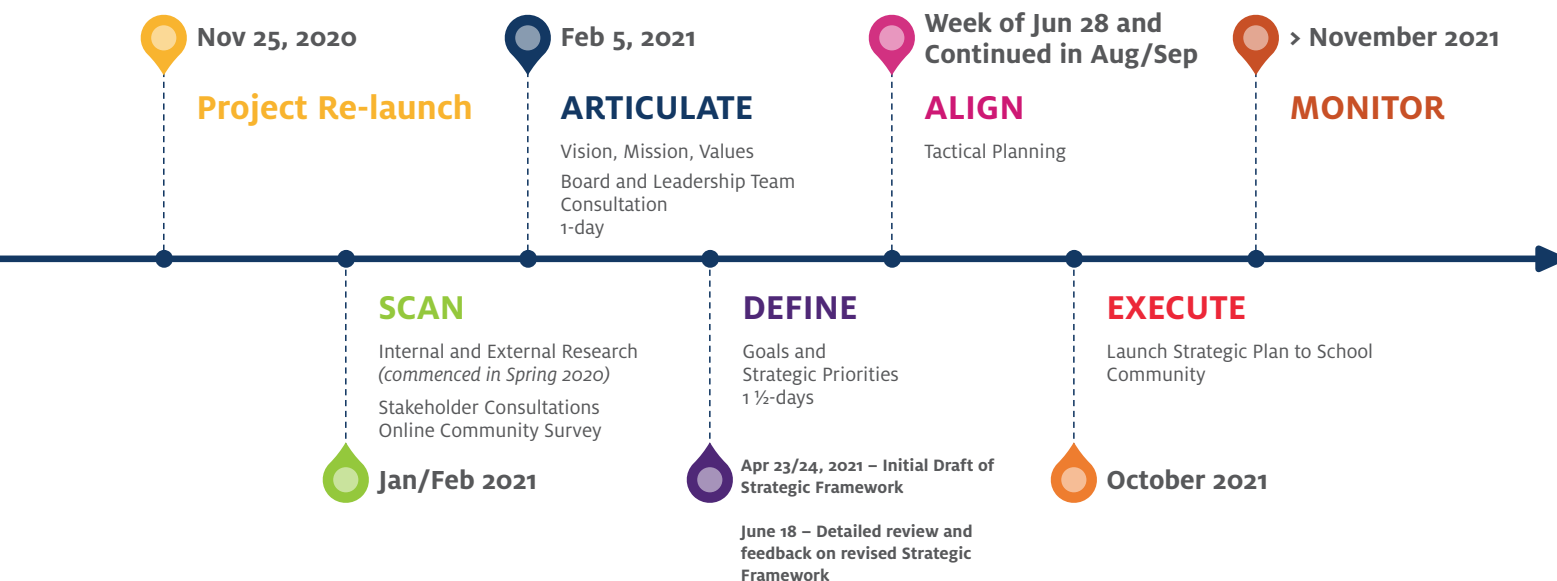 Nov 25, 2020
Project Re-launch
Feb 5, 2021
ARTICULATE
Vision, Mission, Values
Board and Leadership Team
Consultation
1-day
Week of Jun 28 and
Continued in Aug/Sep
ALIGN
Tactical Planning
> November 2021
MONITOR
SCAN
Internal and External Research
(commenced in Spring 2020)
Stakeholder Consultations
Online Community Survey
Jan/Feb 2021
DEFINE
Goals and
Strategic Priorities
1 ½-days
Apr 23/24, 2021 – Initial Draft of
Strategic Framework
June 18 – Detailed review and
feedback on revised Strategic
Framework
EXECUTE
Launch Strategic Plan to School
Community
October 2021